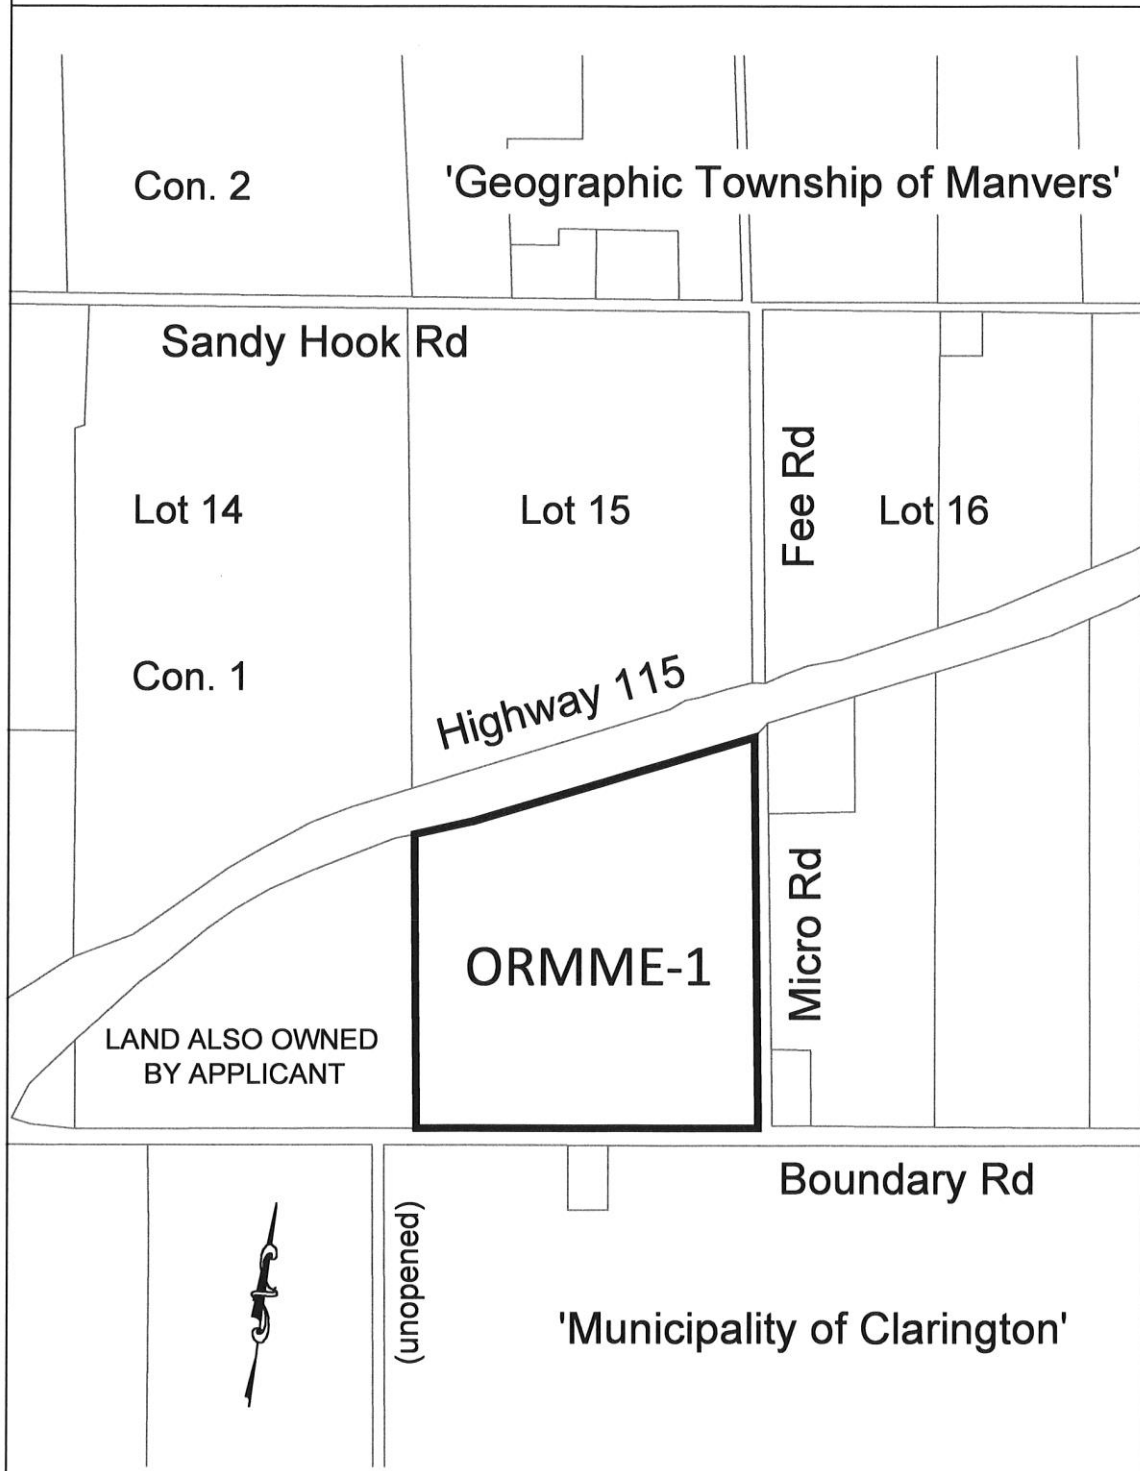 Con. 2
'Geographic Township of Manvers'
Sandy Hook Rd
Lot 14
Lot 15
Fee Rd
Lot 16
Con. 1
Highway 115
ORMME-1
Micro Rd
LAND ALSO OWNED
BY APPLICANT
Boundary Rd
(unopened)
'Municipality of Clarington'